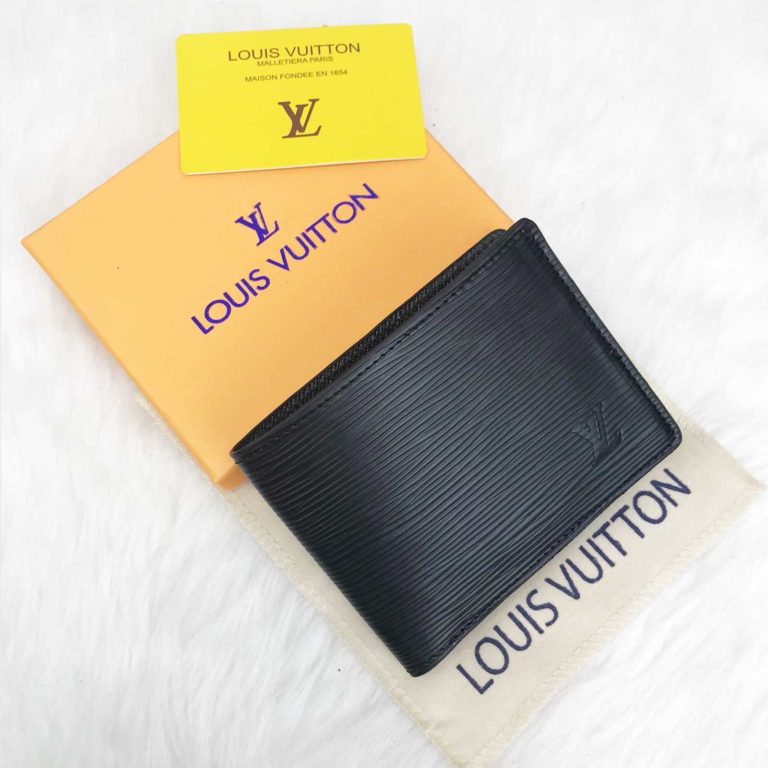 LOUIS VUITTON
MALLETIERA PARIS
MAISON FONDEE EN 1854
LV
LV
LOUIS VUITTON
LV
LOUIS VUITTON